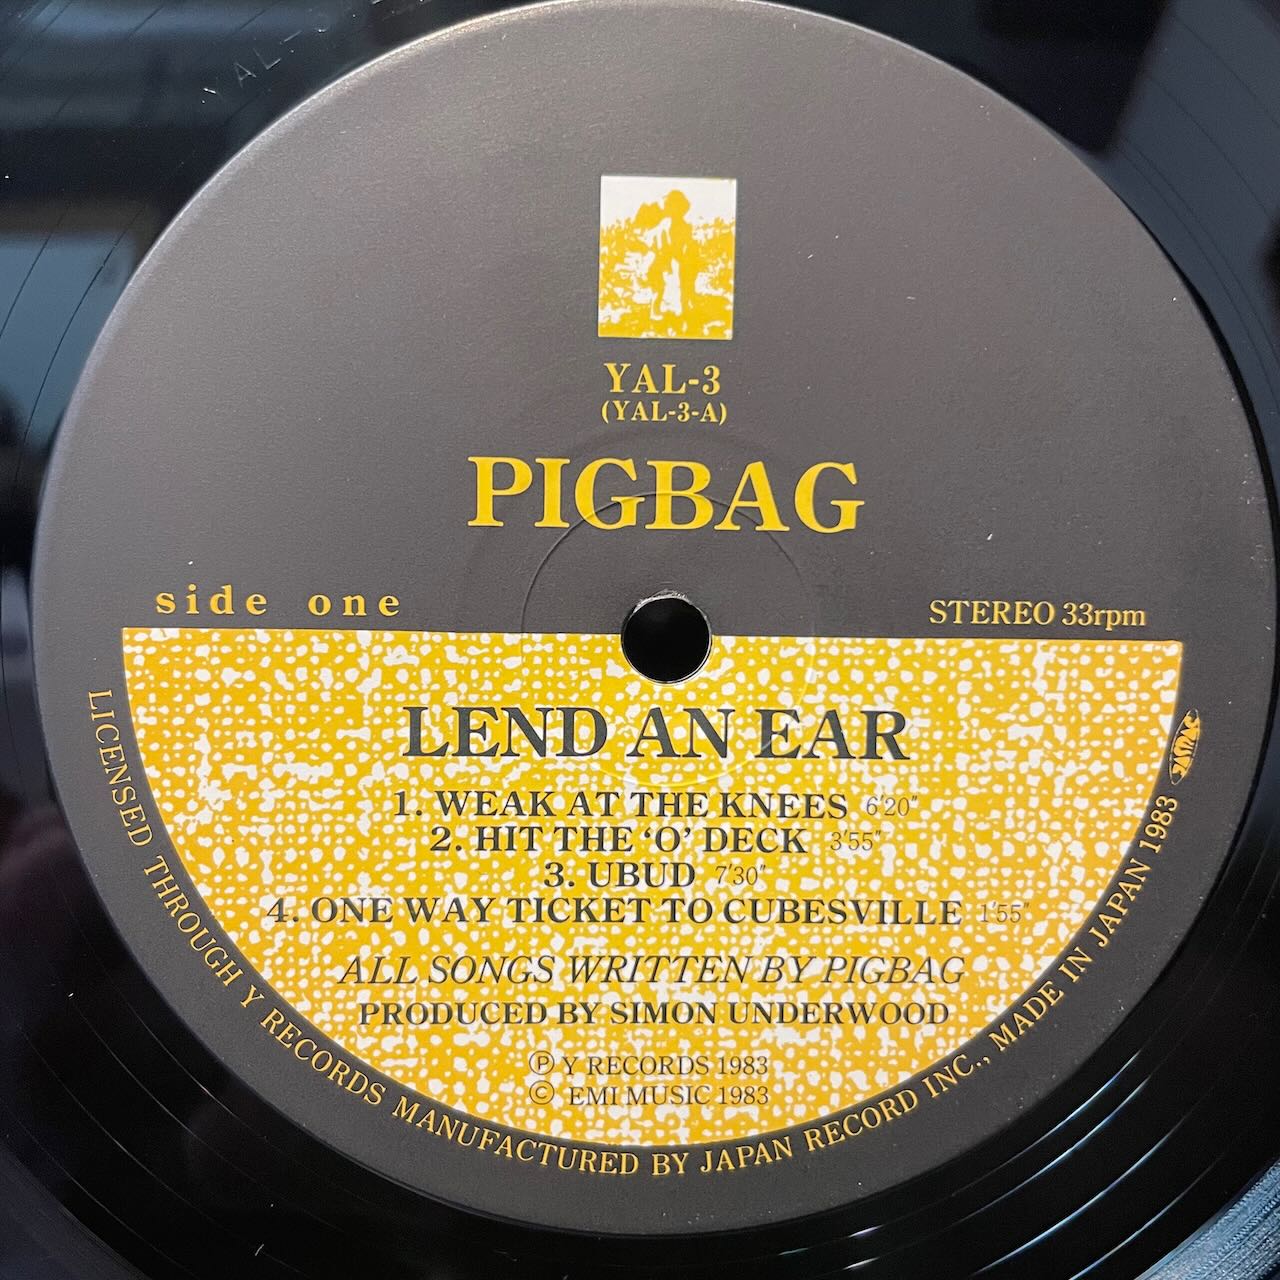 YAL-3
YAL-3
(YAL-3-A)
PIGBAG
side one
STEREO 33rpm
LEND AN EAR
1. WEAK AT THE KNEES 6'20"
2. HIT THE ‘O’ DECK 3'55"
3. UBUD 7'30"
4. ONE WAY TICKET TO CUBESVILLE 1'55"
ALL SONGS WRITTEN BY PIGBAG
PRODUCED BY SIMON UNDERWOOD
Ⓟ Y RECORDS 1983
© EMI MUSIC 1983
LICENSED THROUGH Y RECORDS MANUFACTURED BY JAPAN RECORD INC., MADE IN JAPAN 1983